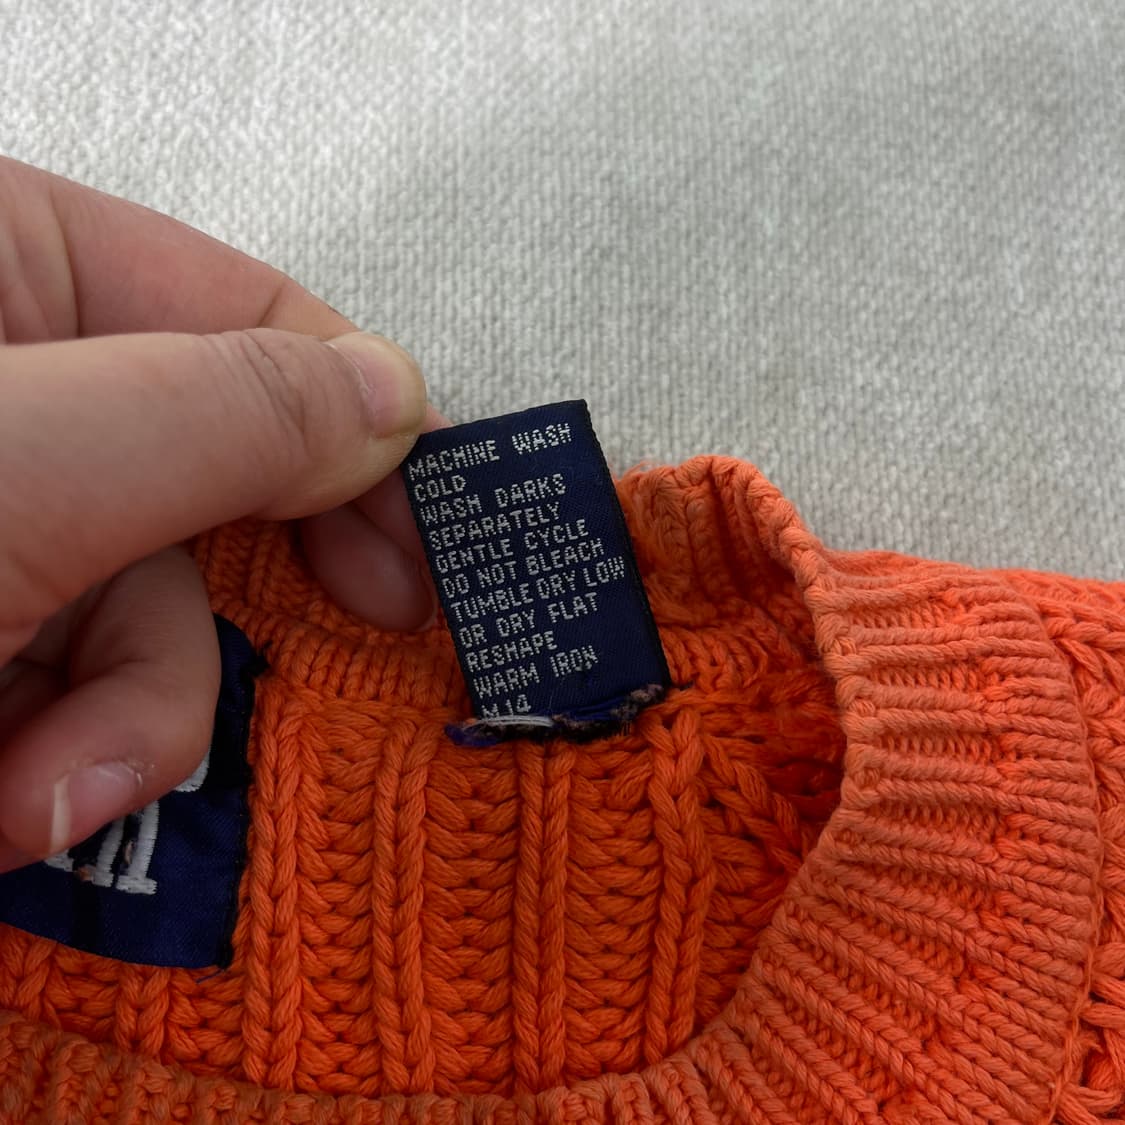 MACHINE WASH
COLD
WASH DARKS
SEPARATELY
GENTLE CYCLE
DO NOT BLEACH
TUMBLE DRY LOW
OR DRY FLAT
RESHAPE
WARM IRON